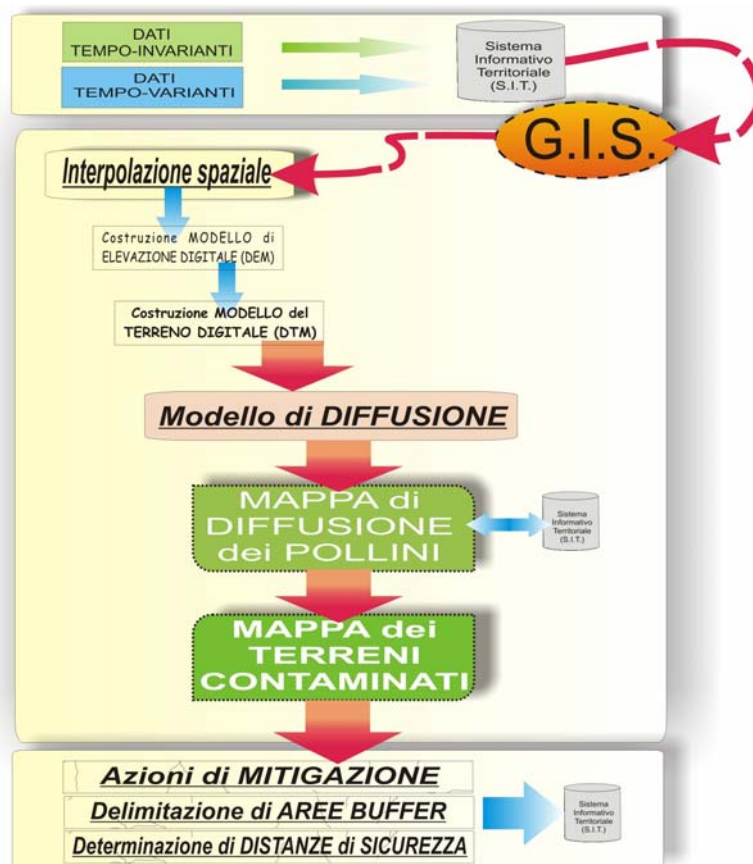 DATI
TEMPO-INVARIANTI
DATI
TEMPO-VARIANTI
Sistema
Informativo
Territoriale
(S.I.T.)
G.I.S.
Interpolazione spaziale
Costruzione MODELLO di
ELEVAZIONE DIGITALE (DEM)
Costruzione MODELLO del
TERRENO DIGITALE (DTM)
Modello di DIFFUSIONE
MAPPA di
DIFFUSIONE
dei POLLINI
Sistema
Informativo
Territoriale
(S.I.T.)
MAPPA dei
TERRENI
CONTAMINATI
Azioni di MITIGAZIONE
Delimitazione di AREE BUFFER
Determinazione di DISTANZE di SICUREZZA
Sistema
Informativo
Territoriale
(S.I.T.)